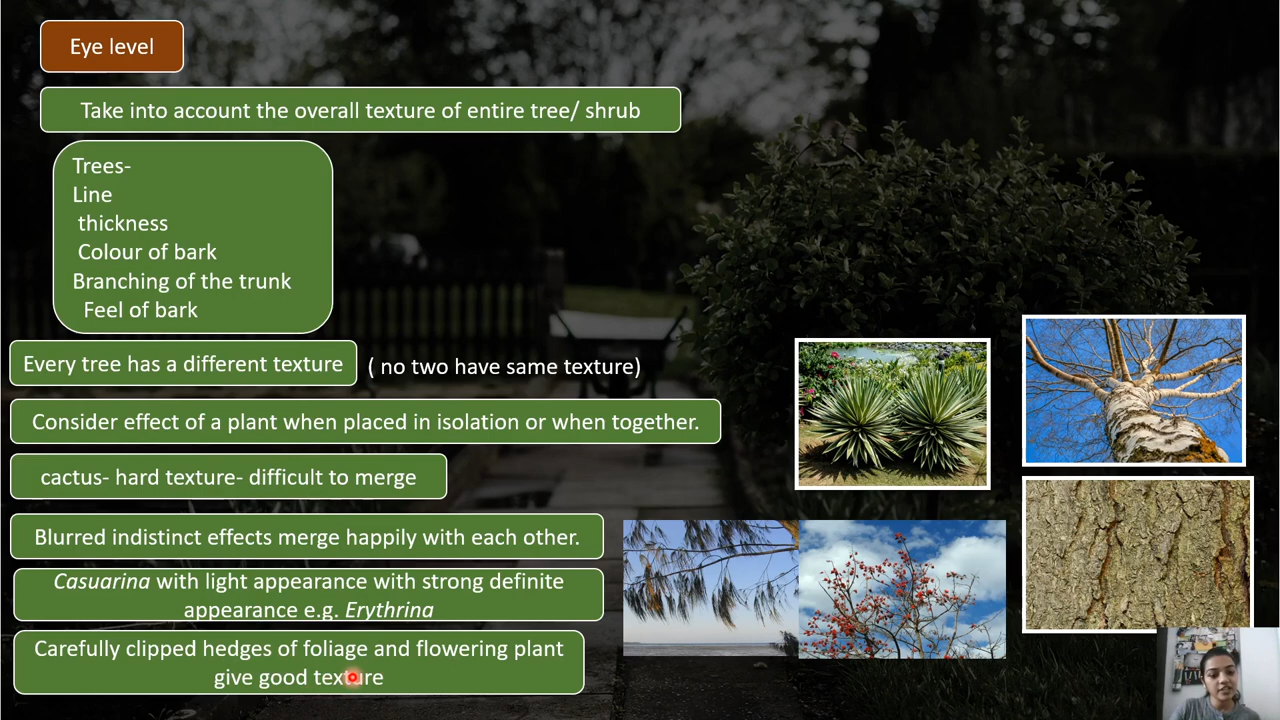 Eye level
Take into account the overall texture of entire tree/ shrub
Trees-
Line
thickness
Colour of bark
Branching of the trunk
Feel of bark
Every tree has a different texture
( no two have same texture)
Consider effect of a plant when placed in isolation or when together.
cactus- hard texture- difficult to merge
Blurred indistinct effects merge happily with each other.
Casuarina with light appearance with strong definite
appearance e.g. Erythrina
Carefully clipped hedges of foliage and flowering plant
give good texture